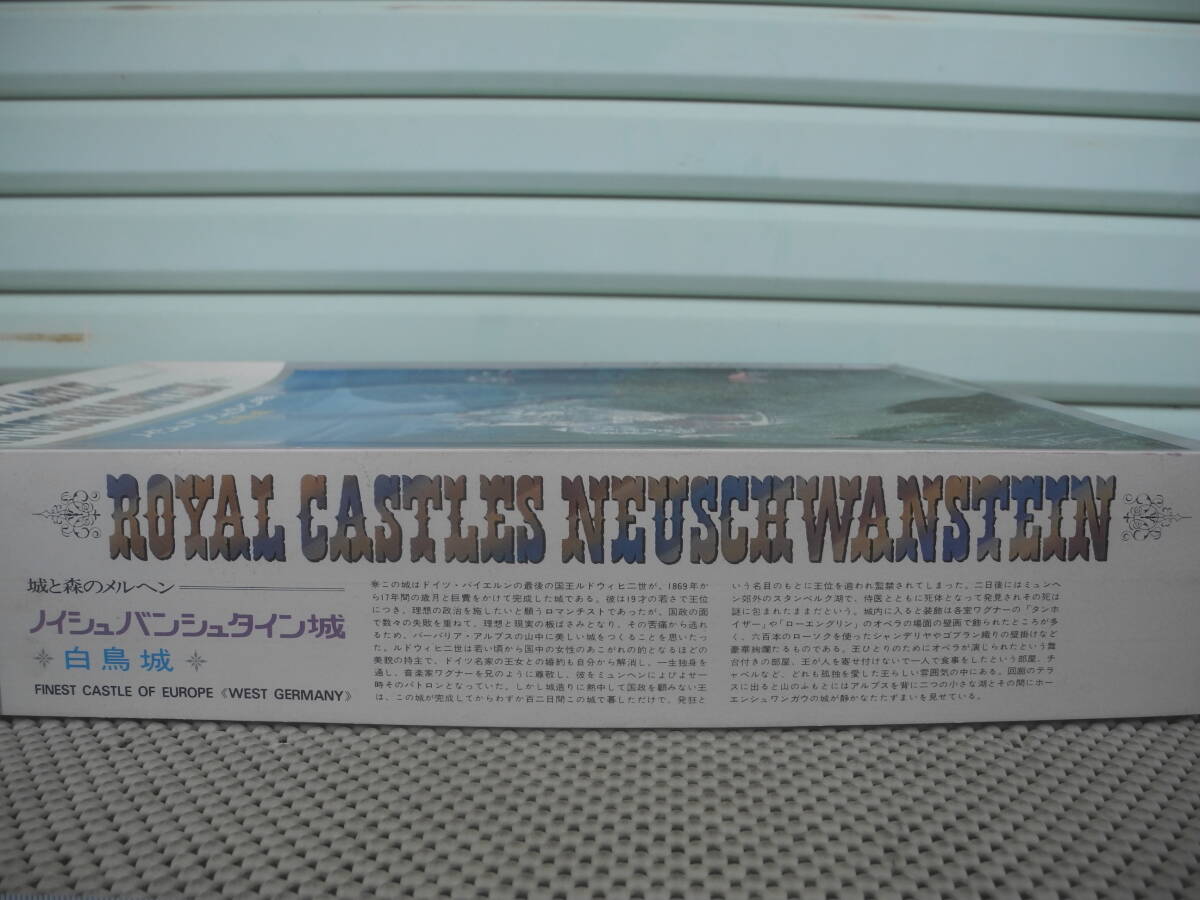 ROYAL CASTLES NEUSCHWANSTEIN
城と森のメルヘン
ノイシュバンシュタイン城
白鳥城
FINEST CASTLE OF EUROPE《WEST GERMANY》
※この城はドイツ・バイエルンの最後の国王ルドウィヒ二世が、1869年か
ら17年間の歳月と巨費をかけて完成した城である。彼は19才の若さで王位
につき、理想の政治を施したいと願うロマンチストであったが、国政の面
で数々の失敗を重ねて、理想と現実の板ばさみとなり、その苦痛から逃れ
るため、バーバリア・アルプスの山中に美しい城をつくることを思いたっ
た。ルドウィヒ二世は若い頃から国中の女性のあこがれの的となるほどの
美貌の持主で、ドイツ名家の王女との婚約も自分から解消し、一生独身を
通し、音楽家ワグナーを兄のように尊敬し、彼をミュンヘンによびよせ一
時そのパトロンとなっていた。しかし城造りに熱中して国政を顧みない王
は、この城が完成してからわずか百二日間この城で暮しただけで、発狂と
いう名目のもとに王位を追われ監禁されてしまった。二日後にはミュンヘ
ン郊外のスタンベルグ湖で、侍医とともに死体となって発見されその死は
謎に包まれたままだという。城内に入ると装飾は各室ワグナーの「タンホ
イザー」や「ローエングリン」のオペラの場面の壁画で飾られたところが多
く、六百本のローソクを使ったシャンデリヤやゴブラン織りの壁掛けなど
豪華絢爛たるものである。王ひとりのためにオペラが演じられたという舞
台付きの部屋、王が人を寄せ付けないで一人で食事をしたという部屋、チ
ャペルなど、どれも孤独を愛した王らしい雰囲気の中にある。回廊のテラ
スに出ると山のふもとにはアルプスを背に二つの小さな湖とその間にホー
エンシュワンガウの城が静かなたたずまいを見せている。